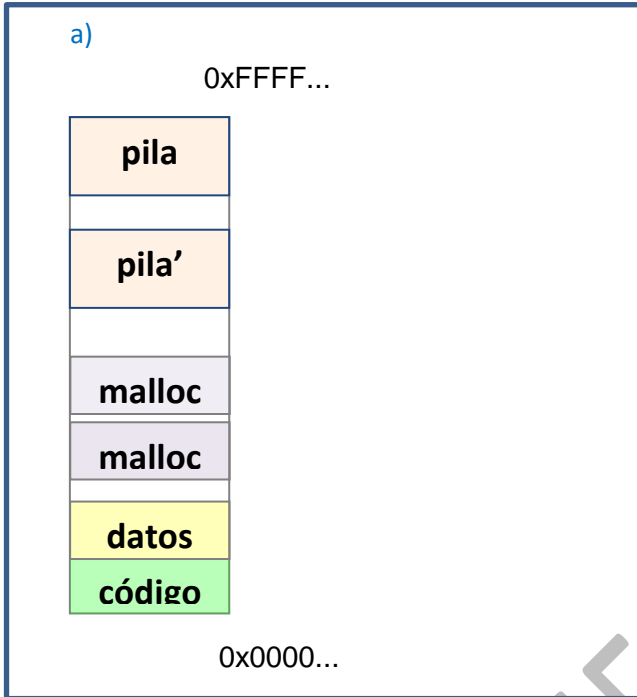 a)
0xFFFF...
pila
pila’
malloc
malloc
datos
código
0x0000...